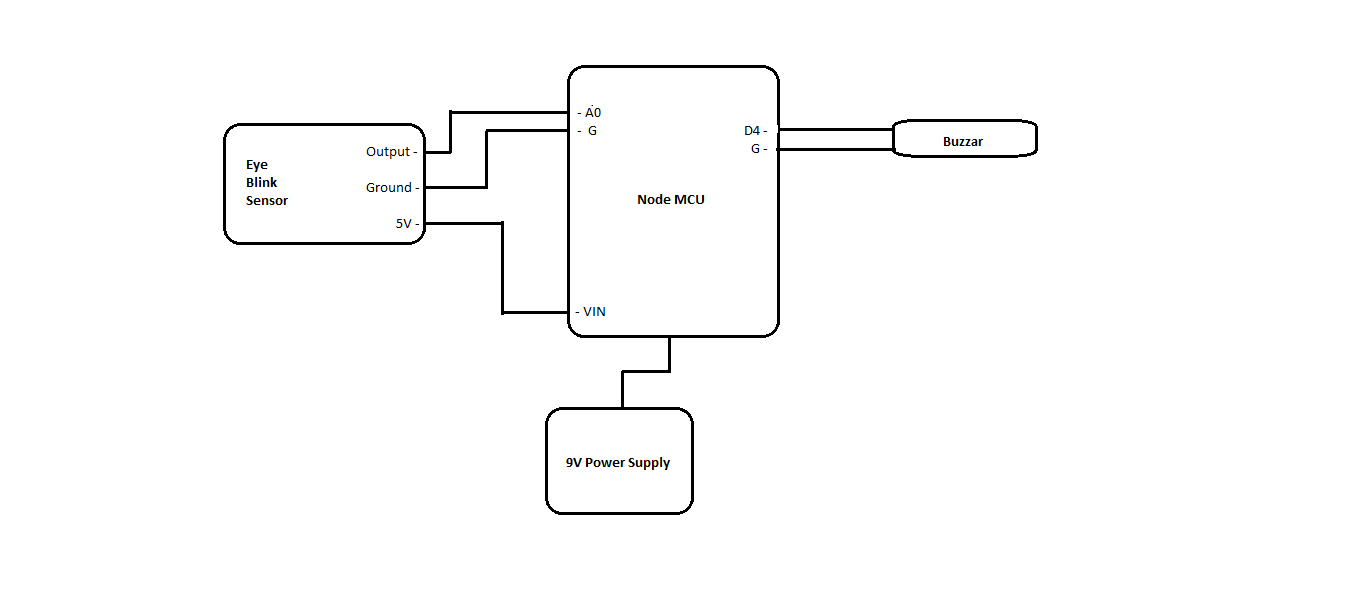 Eye
Blink
Sensor
Output -
Ground -
5V -
- A0
- G
- VIN
Node MCU
D4 -
G -
Buzzar
9V Power Supply